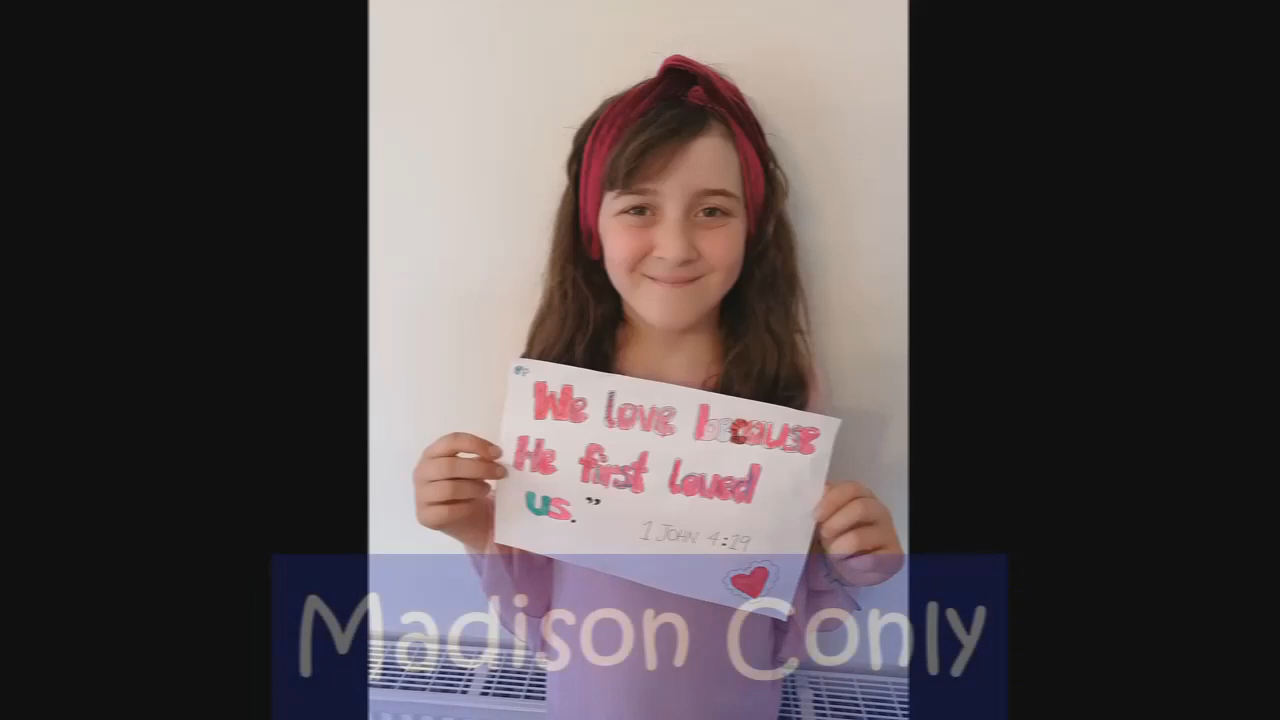 "We love because
He first loved
us."
1 JOHN 4:19
Madison Conly